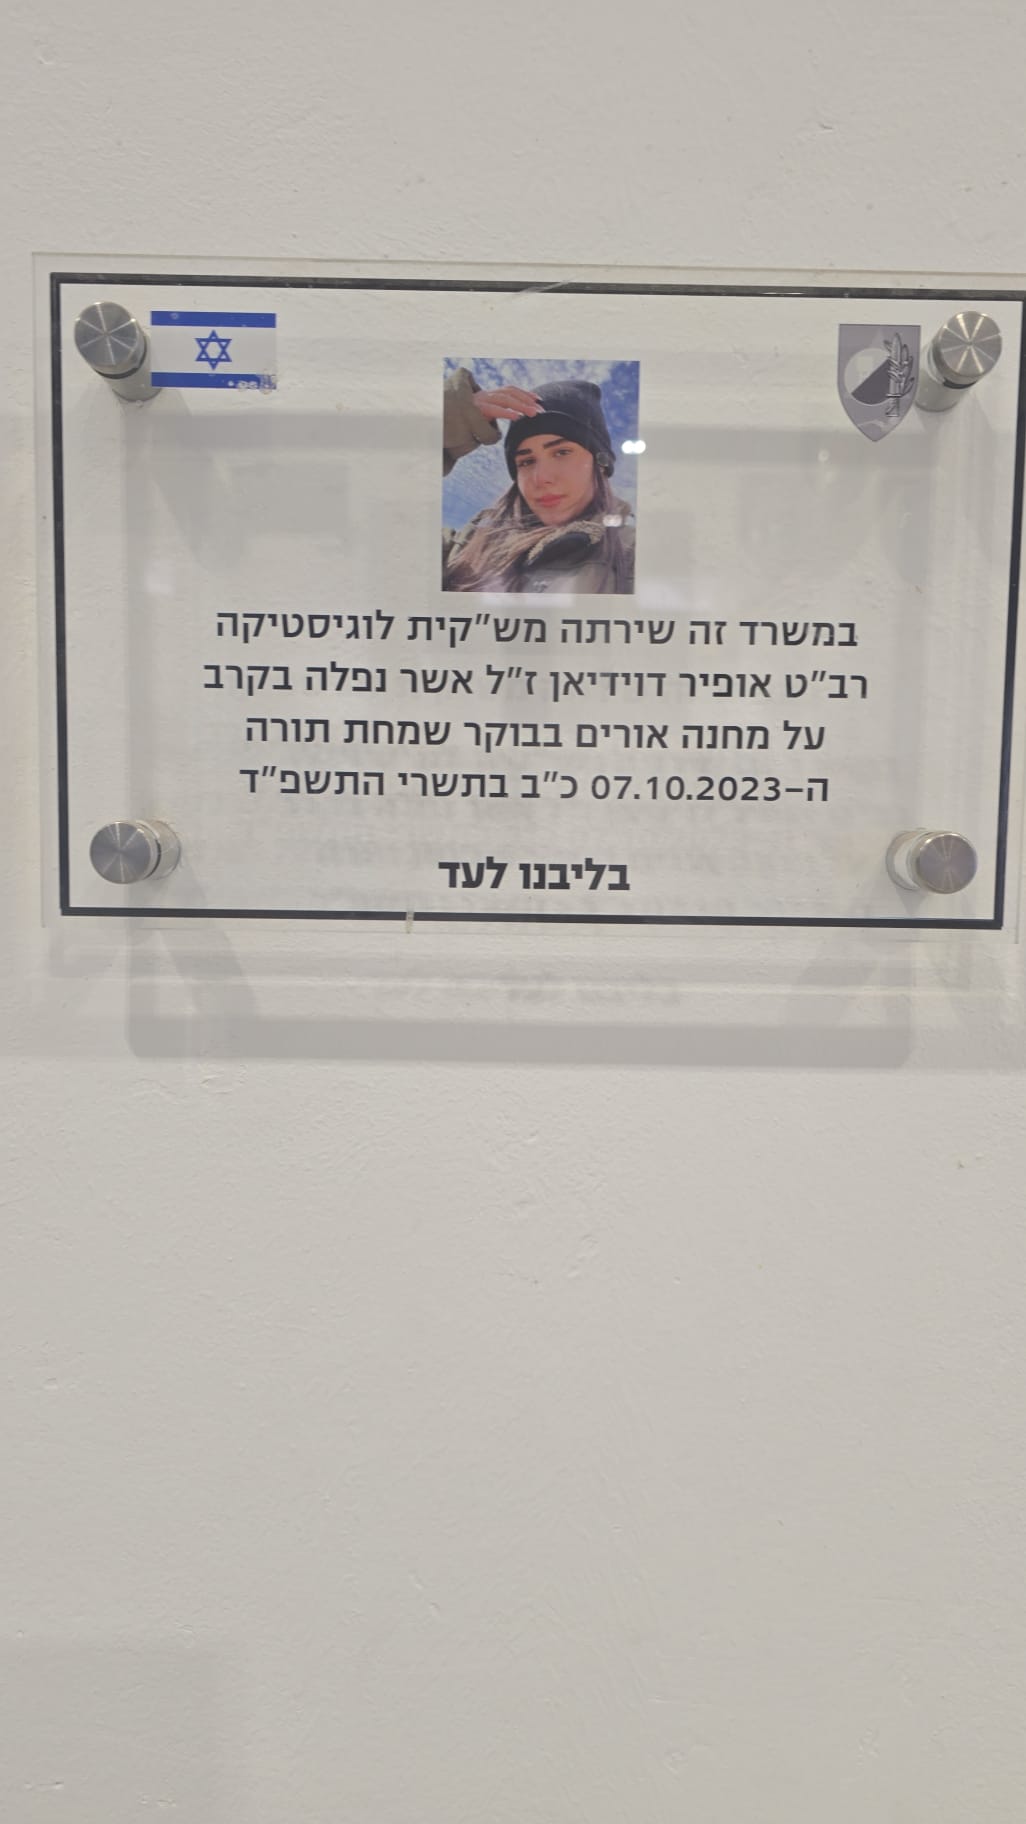 במשרד זה שירתה מש"קית לוגיסטיקה
רב"ט אופיר דוידיאן ז"ל אשר נפלה בקרב
על מחנה אורים בבוקר שמחת תורה
ה-07.10.2023 כ"ב בתשרי התשפ"ד
בליבנו לעד